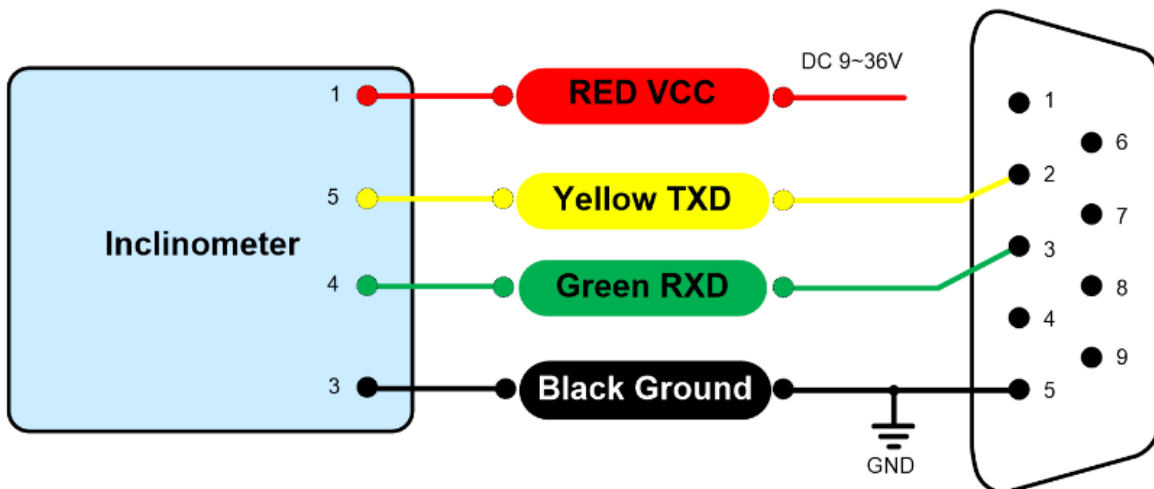 DC 9~36V
1
RED VCC
1
6
5
Yellow TXD
2
7
Inclinometer
3
4
Green RXD
8
4
9
3
Black Ground
5
GND